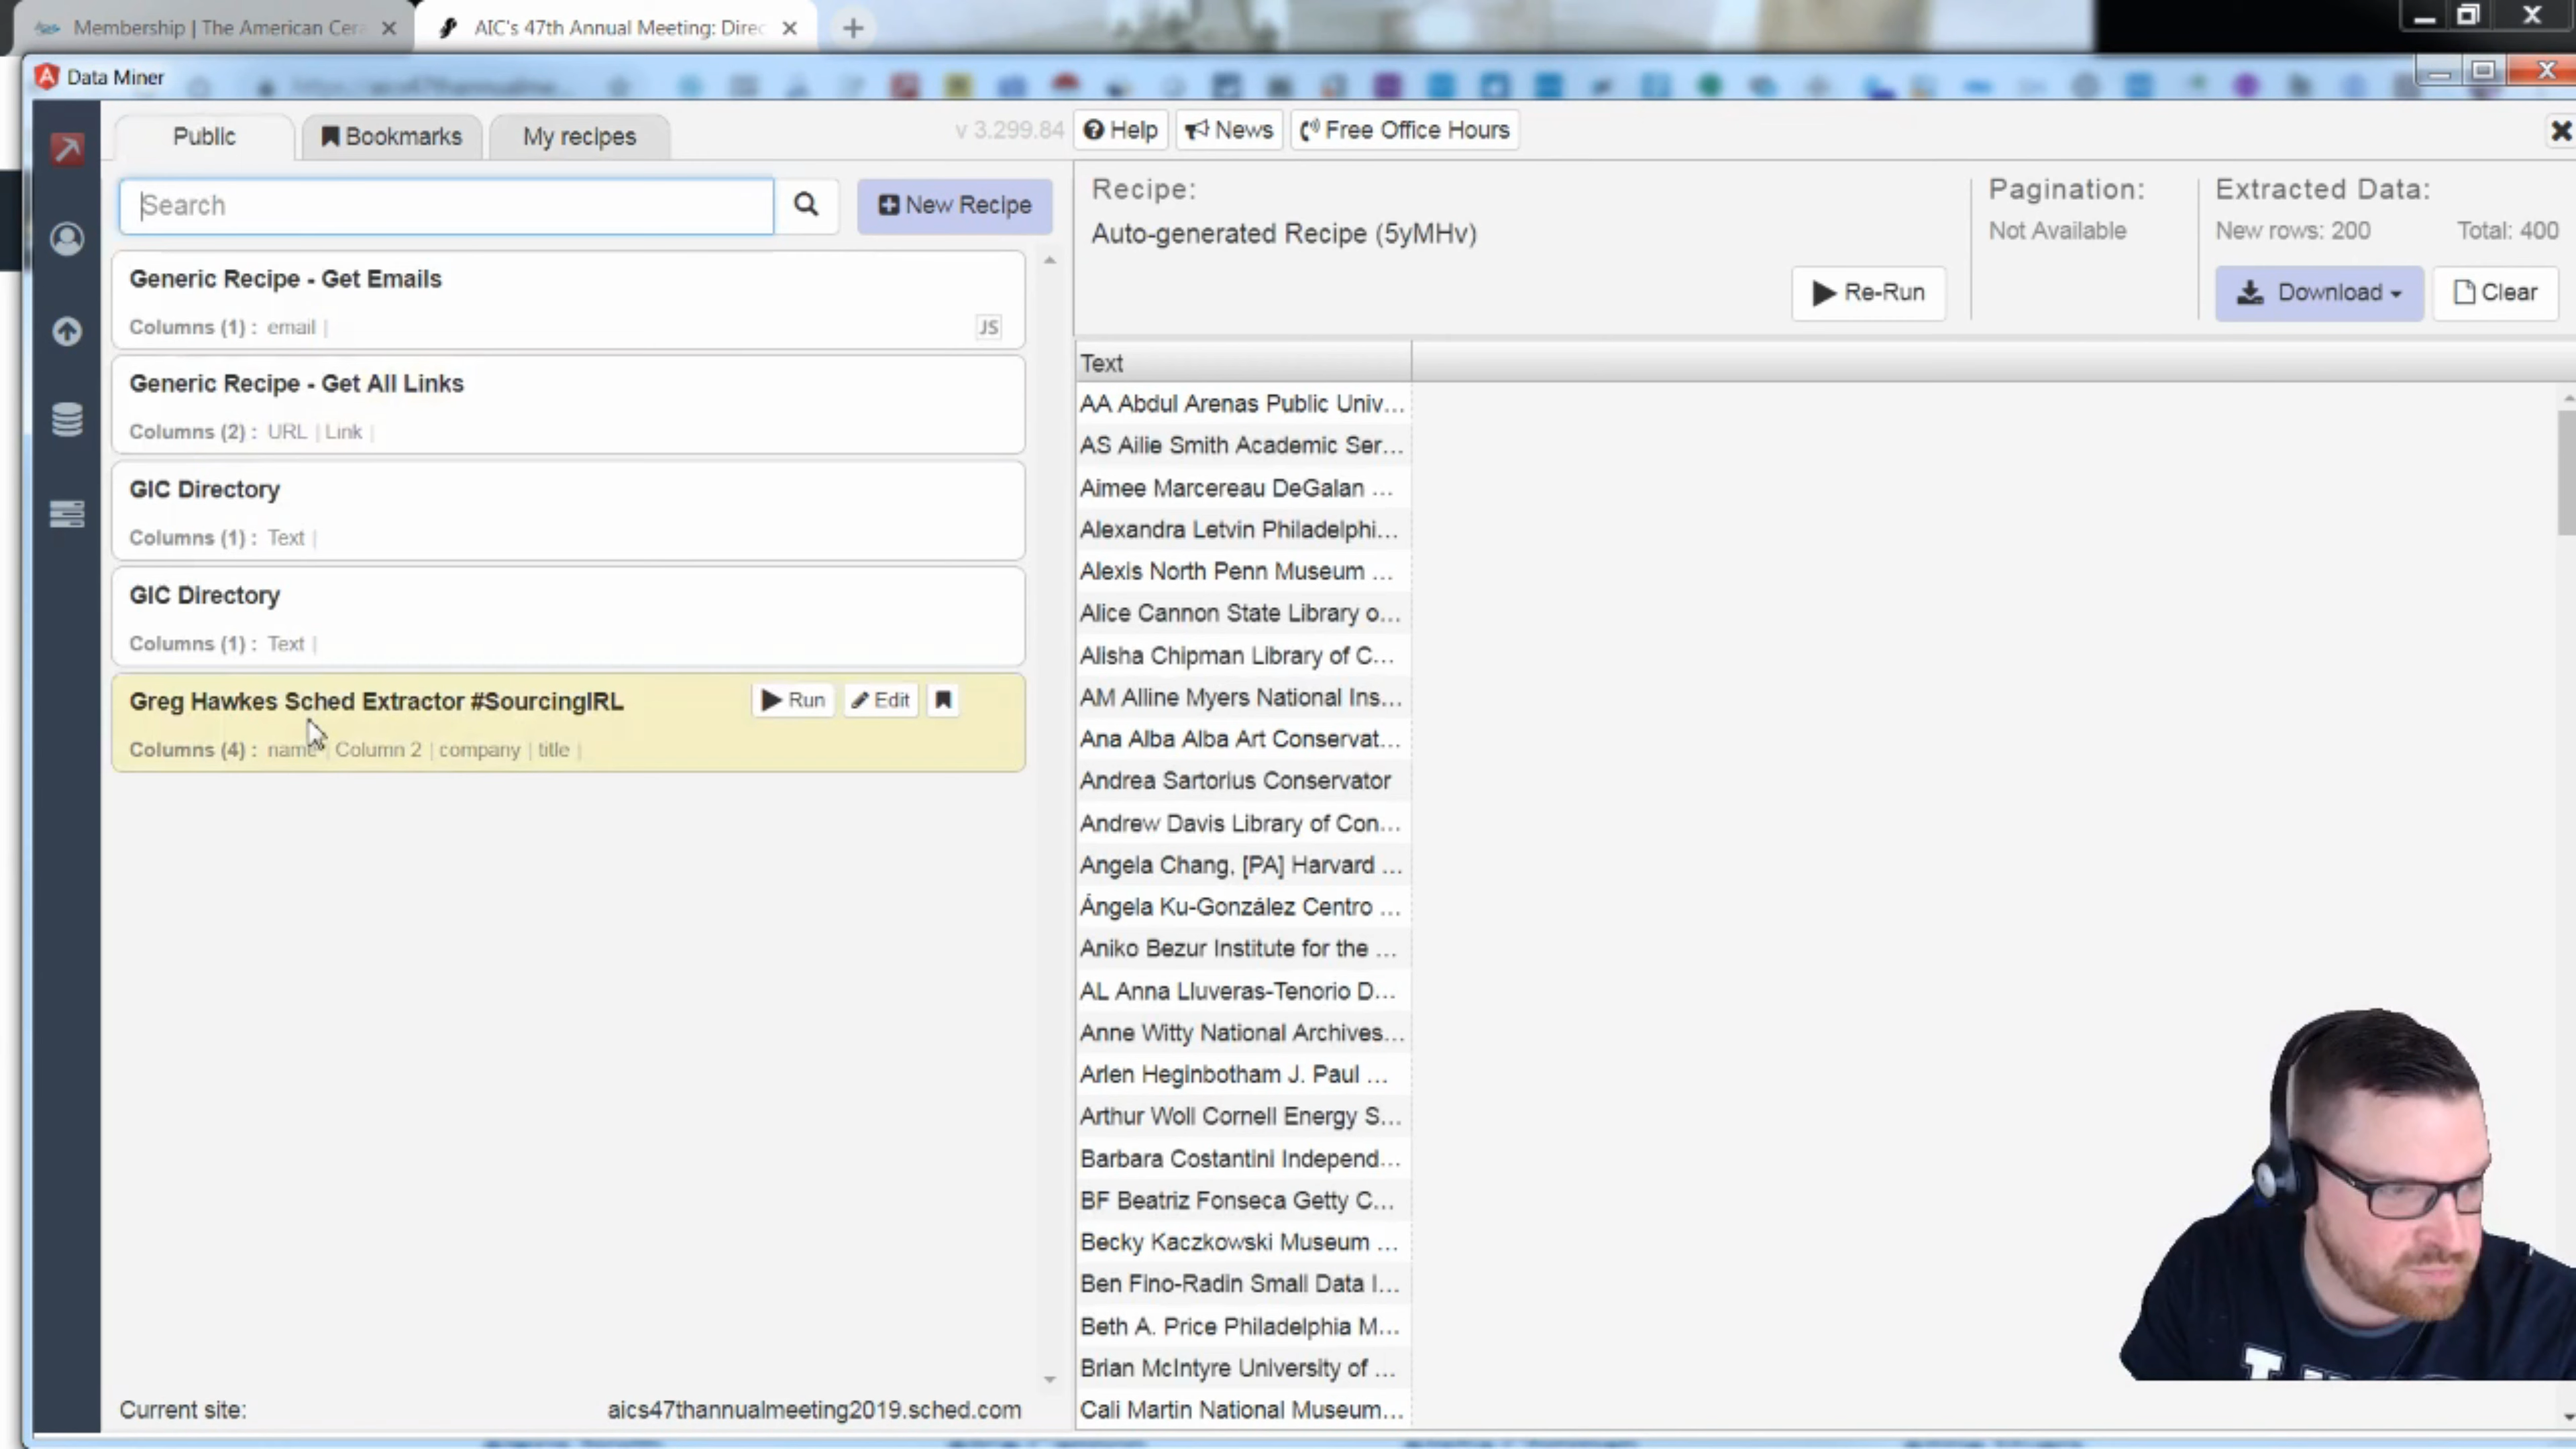 Membership | The American Cera
AIC's 47th Annual Meeting: Direc
Data Miner
Public
Bookmarks
My recipes
v 3.299.84
Help
News
Free Office Hours
Search
New Recipe
Generic Recipe - Get Emails
Columns (1) : email |
JS
Generic Recipe - Get All Links
Columns (2) : URL | Link |
GIC Directory
Columns (1) : Text |
GIC Directory
Columns (1) : Text |
Greg Hawkes Sched Extractor #SourcingIRL
Run
Edit
Columns (4) : name | Column 2 | company | title |
Current site:
aics47thannualmeeting2019.sched.com
Recipe:
Auto-generated Recipe (5yMHv)
Re-Run
Pagination:
Not Available
Extracted Data:
New rows: 200 Total: 400
Download
Clear
Text
AA Abdul Arenas Public Univ...
AS Ailie Smith Academic Ser...
Aimee Marcereau DeGalan ...
Alexandra Letvin Philadelphi...
Alexis North Penn Museum ...
Alice Cannon State Library o...
Alisha Chipman Library of C...
AM Alline Myers National Ins...
Ana Alba Alba Art Conservat...
Andrea Sartorius Conservator
Andrew Davis Library of Con...
Angela Chang, [PA] Harvard ...
Ángela Ku-González Centro ...
Aniko Bezur Institute for the ...
AL Anna Lluveras-Tenorio D...
Anne Witty National Archives...
Arlen Heginbotham J. Paul ...
Arthur Woll Cornell Energy S...
Barbara Costantini Independ...
BF Beatriz Fonseca Getty C...
Becky Kaczkowski Museum ...
Ben Fino-Radin Small Data I...
Beth A. Price Philadelphia M...
Brian McIntyre University of ...
Cali Martin National Museum...